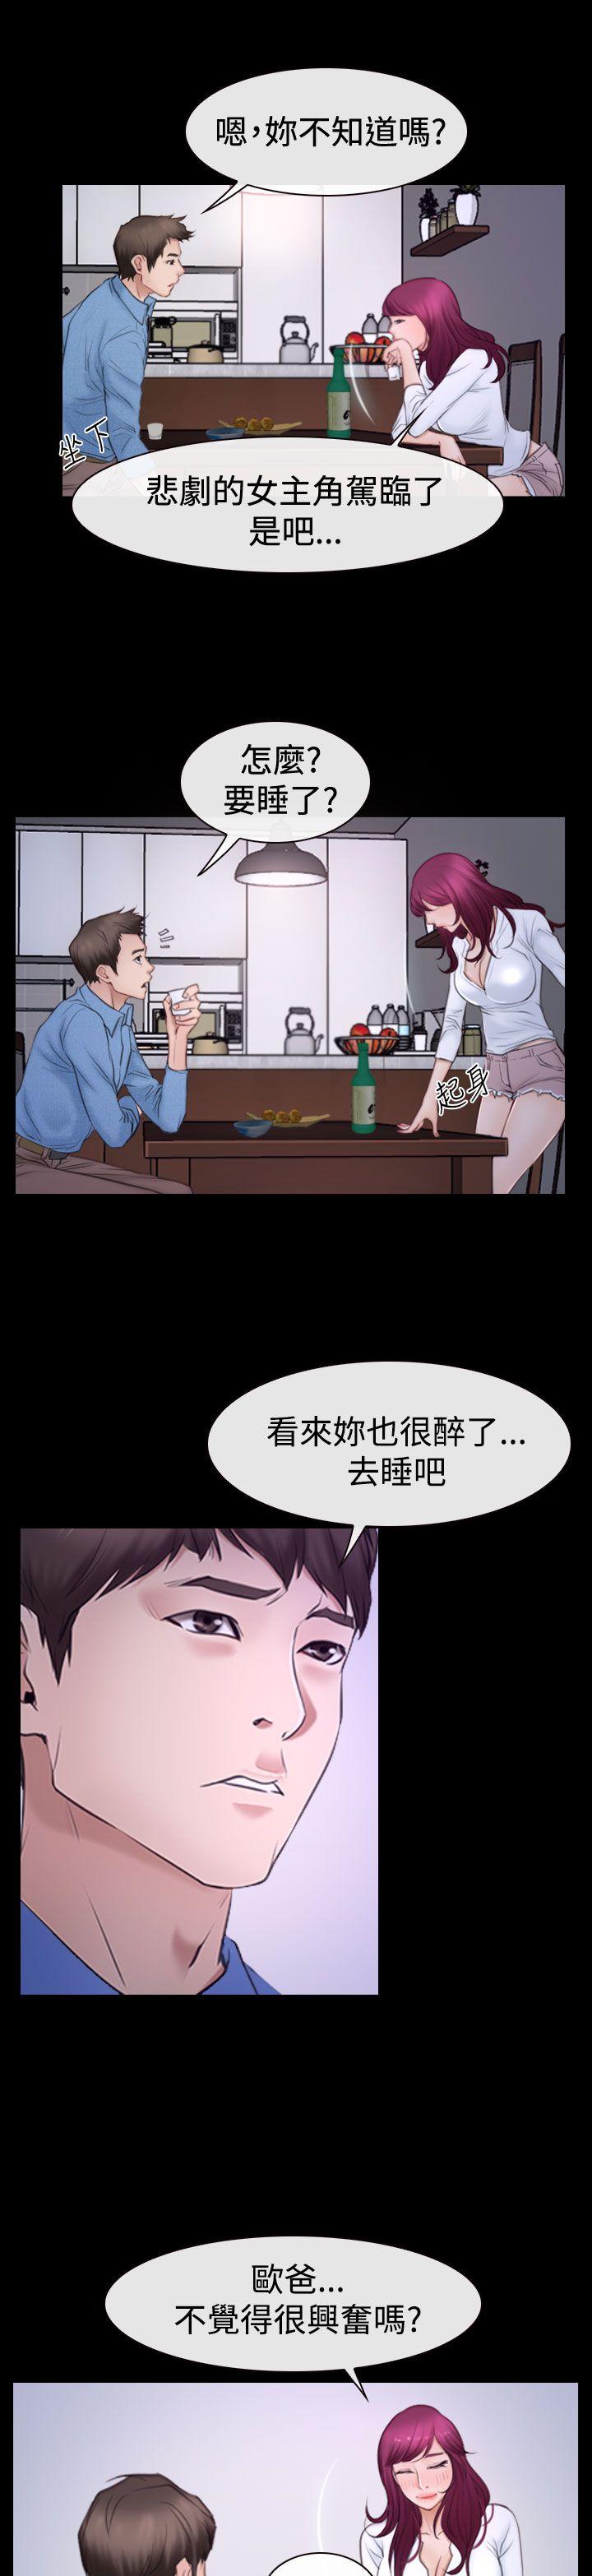 嗯，妳不知道嗎?
坐下
悲劇的女主角駕臨了
是吧...
怎麼?
要睡了?
起身
看來妳也很醉了...
去睡吧
歐爸...
不覺得很興奮嗎?